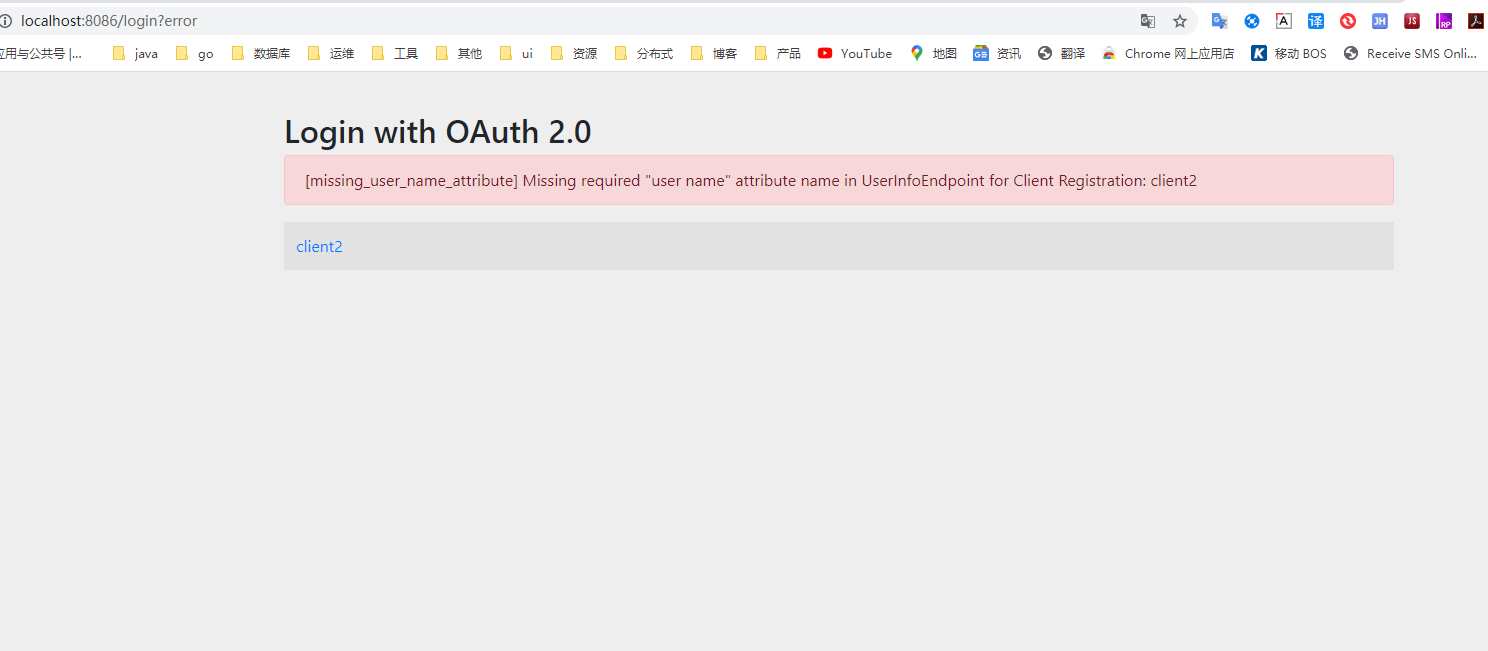 localhost:8086/login?error
应用与公共号 |... java go 数据库 运维 工具 其他 ui 资源 分布式 博客 产品 YouTube 地图 资讯 翻译 Chrome 网上应用店 移动 BOS Receive SMS Onli...
Login with OAuth 2.0
[missing_user_name_attribute] Missing required "user name" attribute name in UserInfoEndpoint for Client Registration: client2
client2